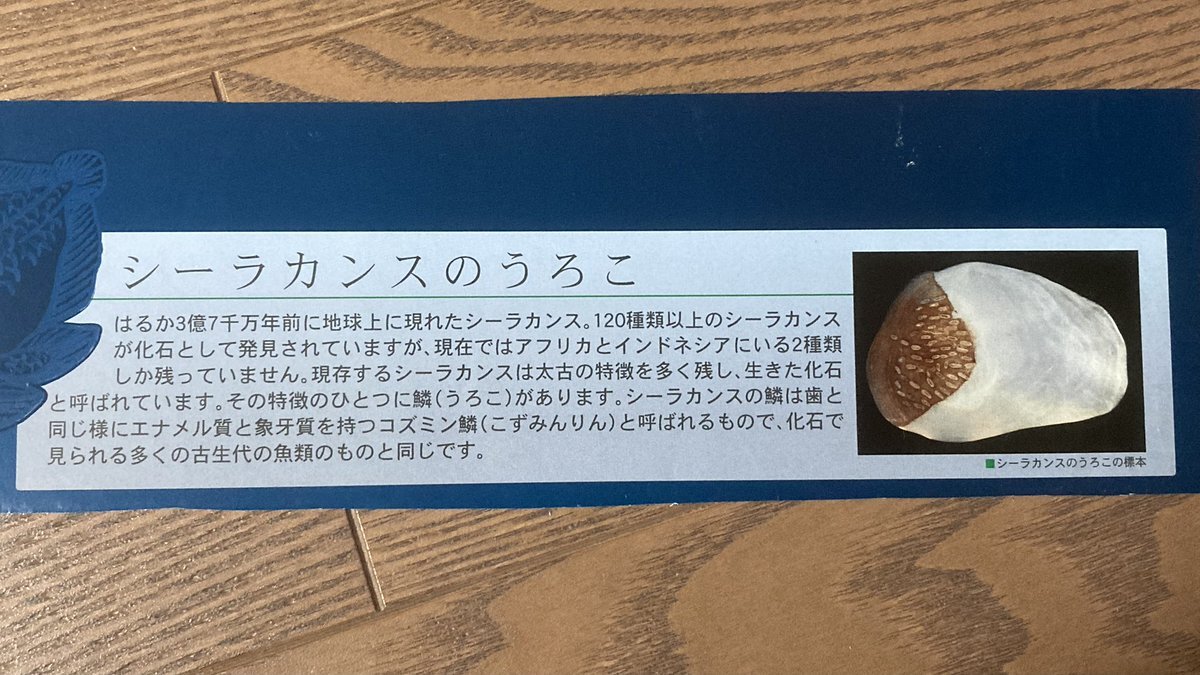 シーラカンスのうろこ
はるか3億7千万年前に地球上に現れたシーラカンス。120種類以上のシーラカンス
が化石として発見されていますが、現在ではアフリカとインドネシアにいる2種類
しか残っていません。現存するシーラカンスは太古の特徴を多く残し、生きた化石
と呼ばれています。その特徴のひとつに鱗(うろこ)があります。シーラカンスの鱗は歯と
同じ様にエナメル質と象牙質を持つコズミン鱗(こずみんりん)と呼ばれるもので、化石で
見られる多くの古生代の魚類のものと同じです。
■シーラカンスのうろこの標本